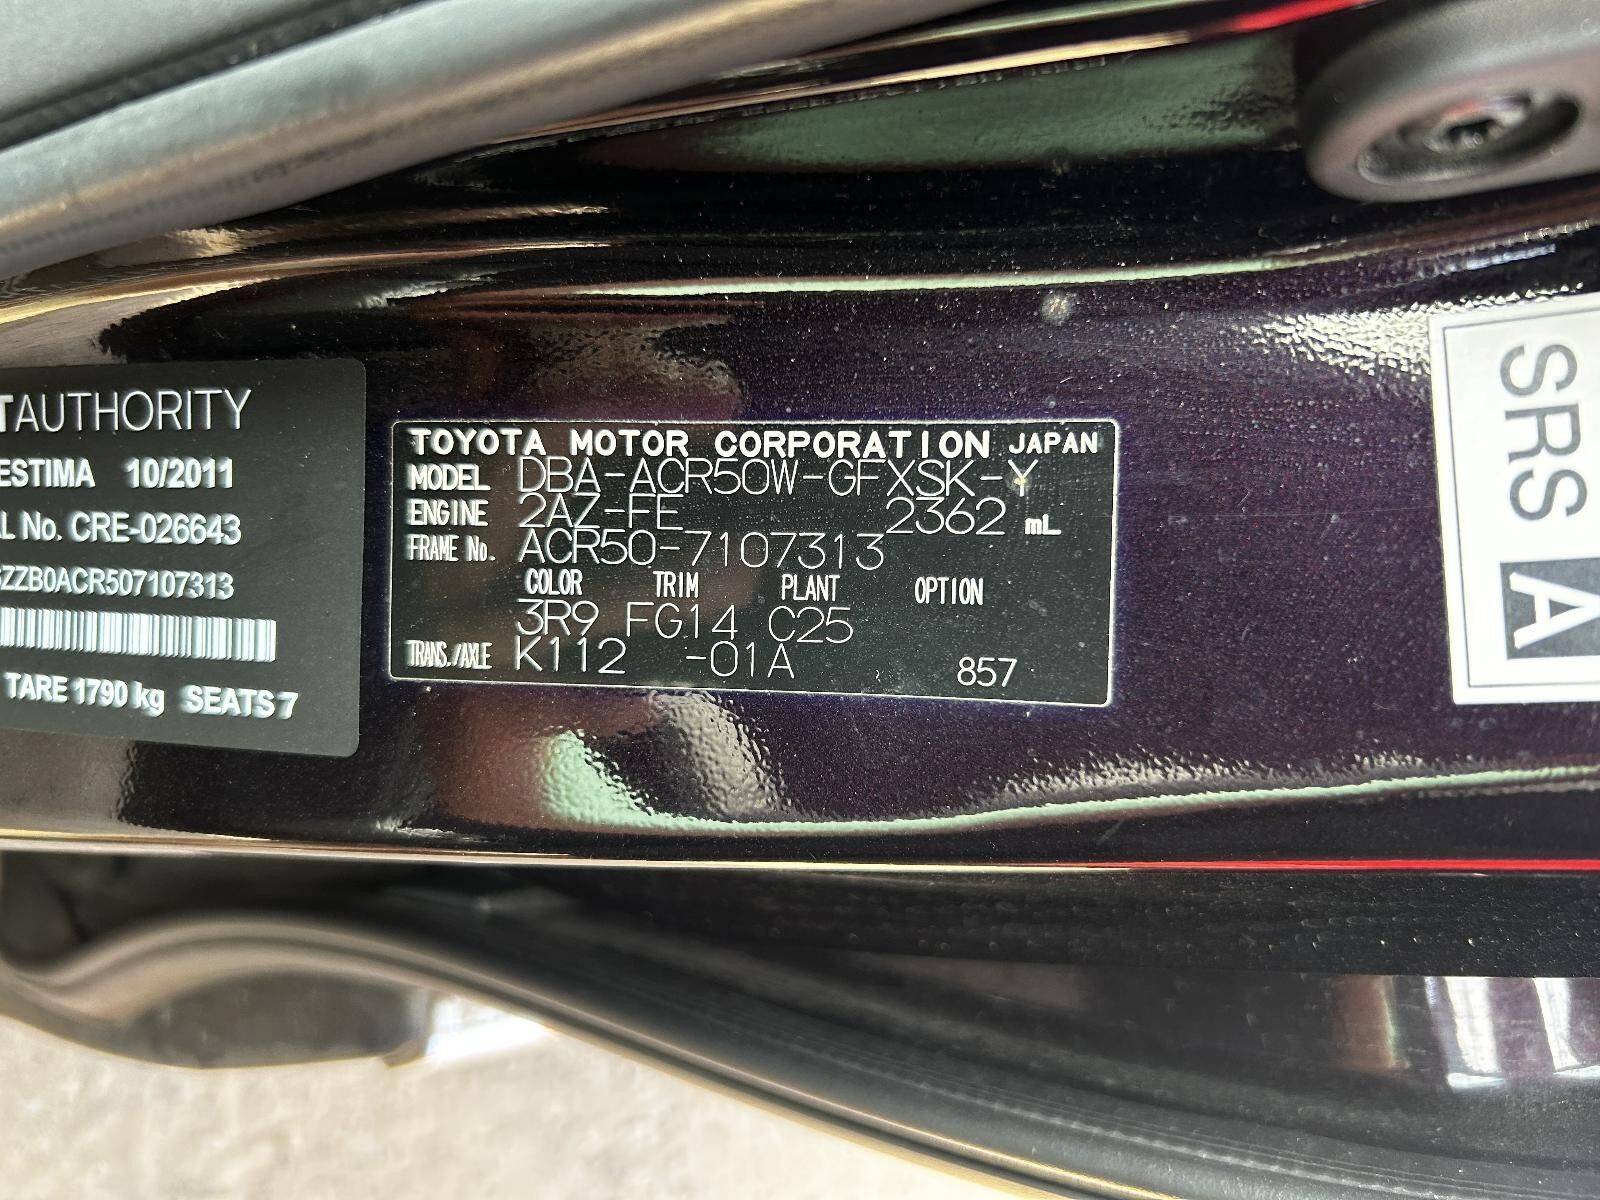 TAUTHORITY
ESTIMA 10/2011
L No. CRE-026643
ZZB0ACR507107313
TARE 1790 kg SEATS 7
TOYOTA MOTOR CORPORATION JAPAN
MODEL DBA-ACR50W-GFXSK-Y
ENGINE 2AZ-FE 2362 mL
FRAME No. ACR50-7107313
COLOR TRIM PLANT OPTION
3R9 FG14 C25
TRANS./AXLE K112 -01A 857
SRS
A